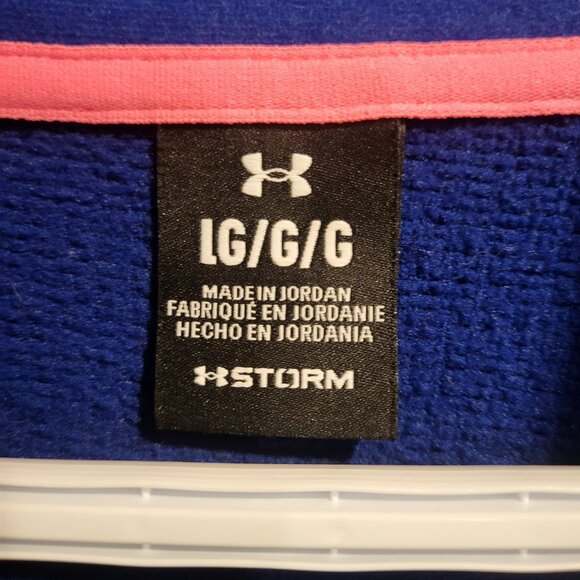 LG/G/G
MADE IN JORDAN
FABRIQUÉ EN JORDANIE
HECHO EN JORDANIA
STORM